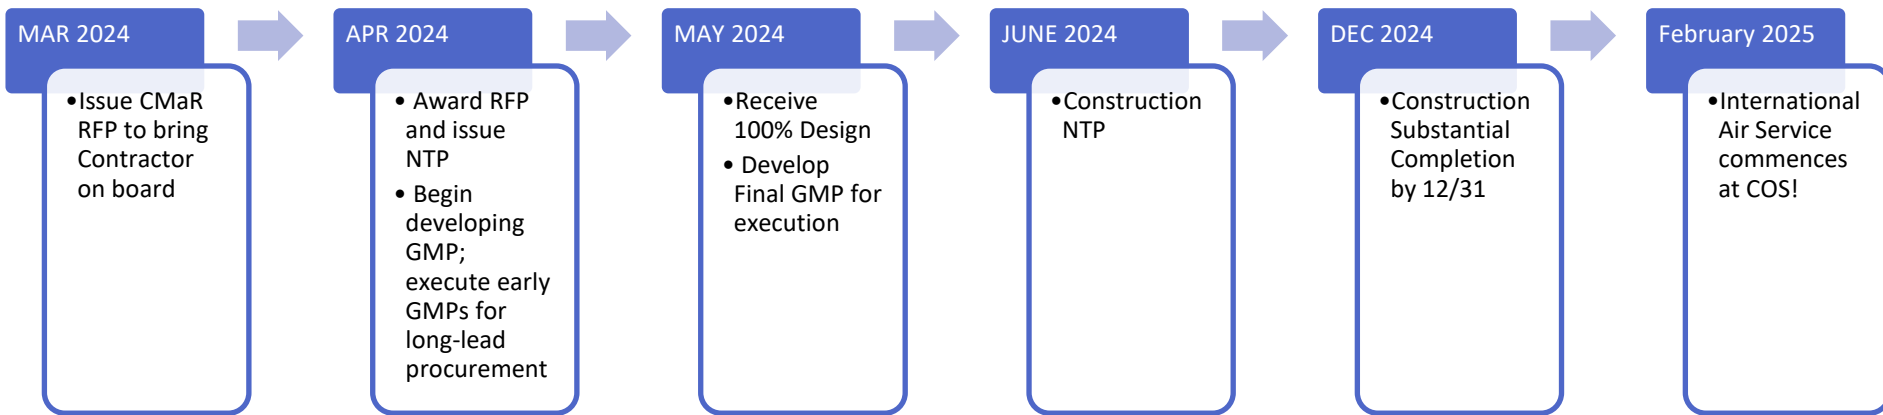 MAR 2024
•Issue CMaR
RFP to bring
Contractor
on board
APR 2024
• Award RFP
and issue
NTP
• Begin
developing
GMP;
execute early
GMPs for
long-lead
procurement
MAY 2024
•Receive
100% Design
• Develop
Final GMP for
execution
JUNE 2024
•Construction
NTP
DEC 2024
•Construction
Substantial
Completion
by 12/31
February 2025
•International
Air Service
commences
at COS!